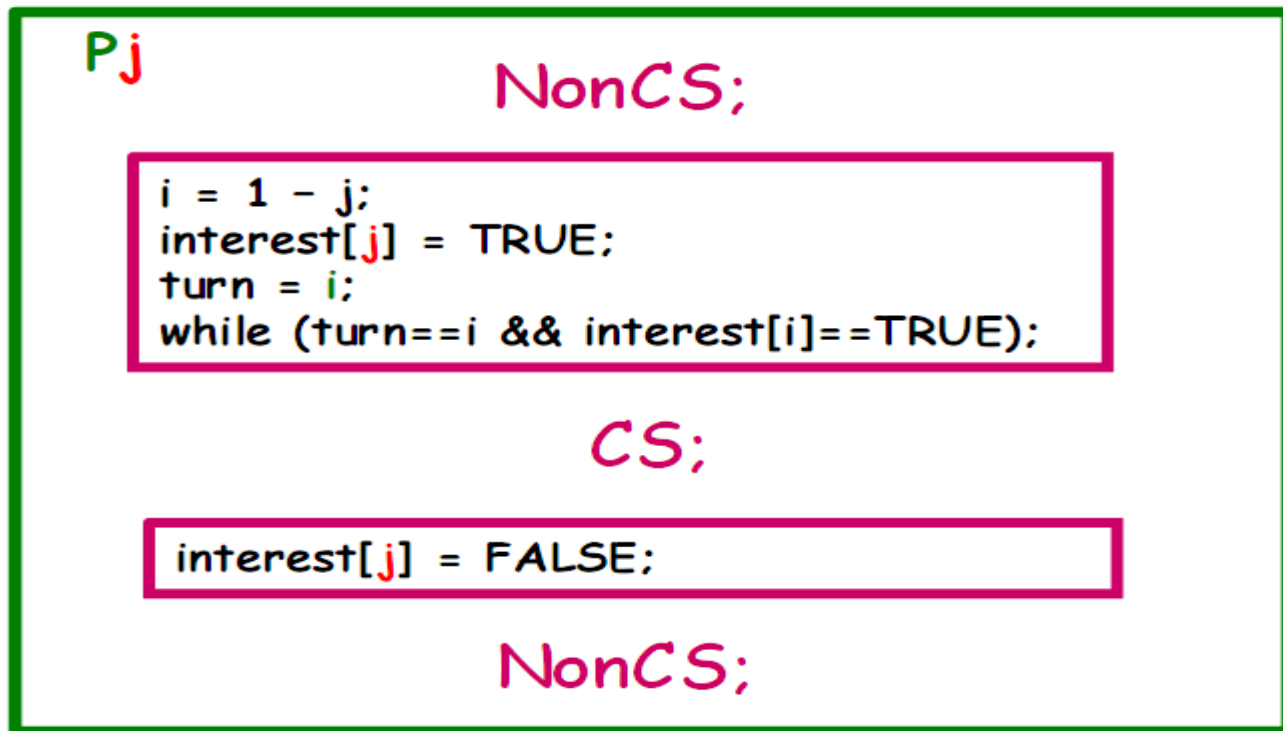 Pj
NonCS;
i = 1 – j;
interest[j] = TRUE;
turn = i;
while (turn==i && interest[i]==TRUE);
CS;
interest[j] = FALSE;
NonCS;